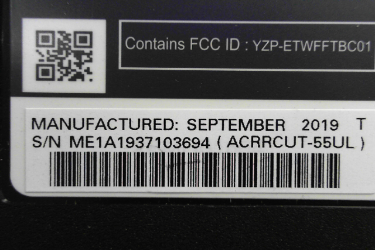 Contains FCC ID : YZP-ETWFFTBC01
MANUFACTURED: SEPTEMBER 2019 T
S/N ME1A1937103694 ( ACRRCUT-55UL )